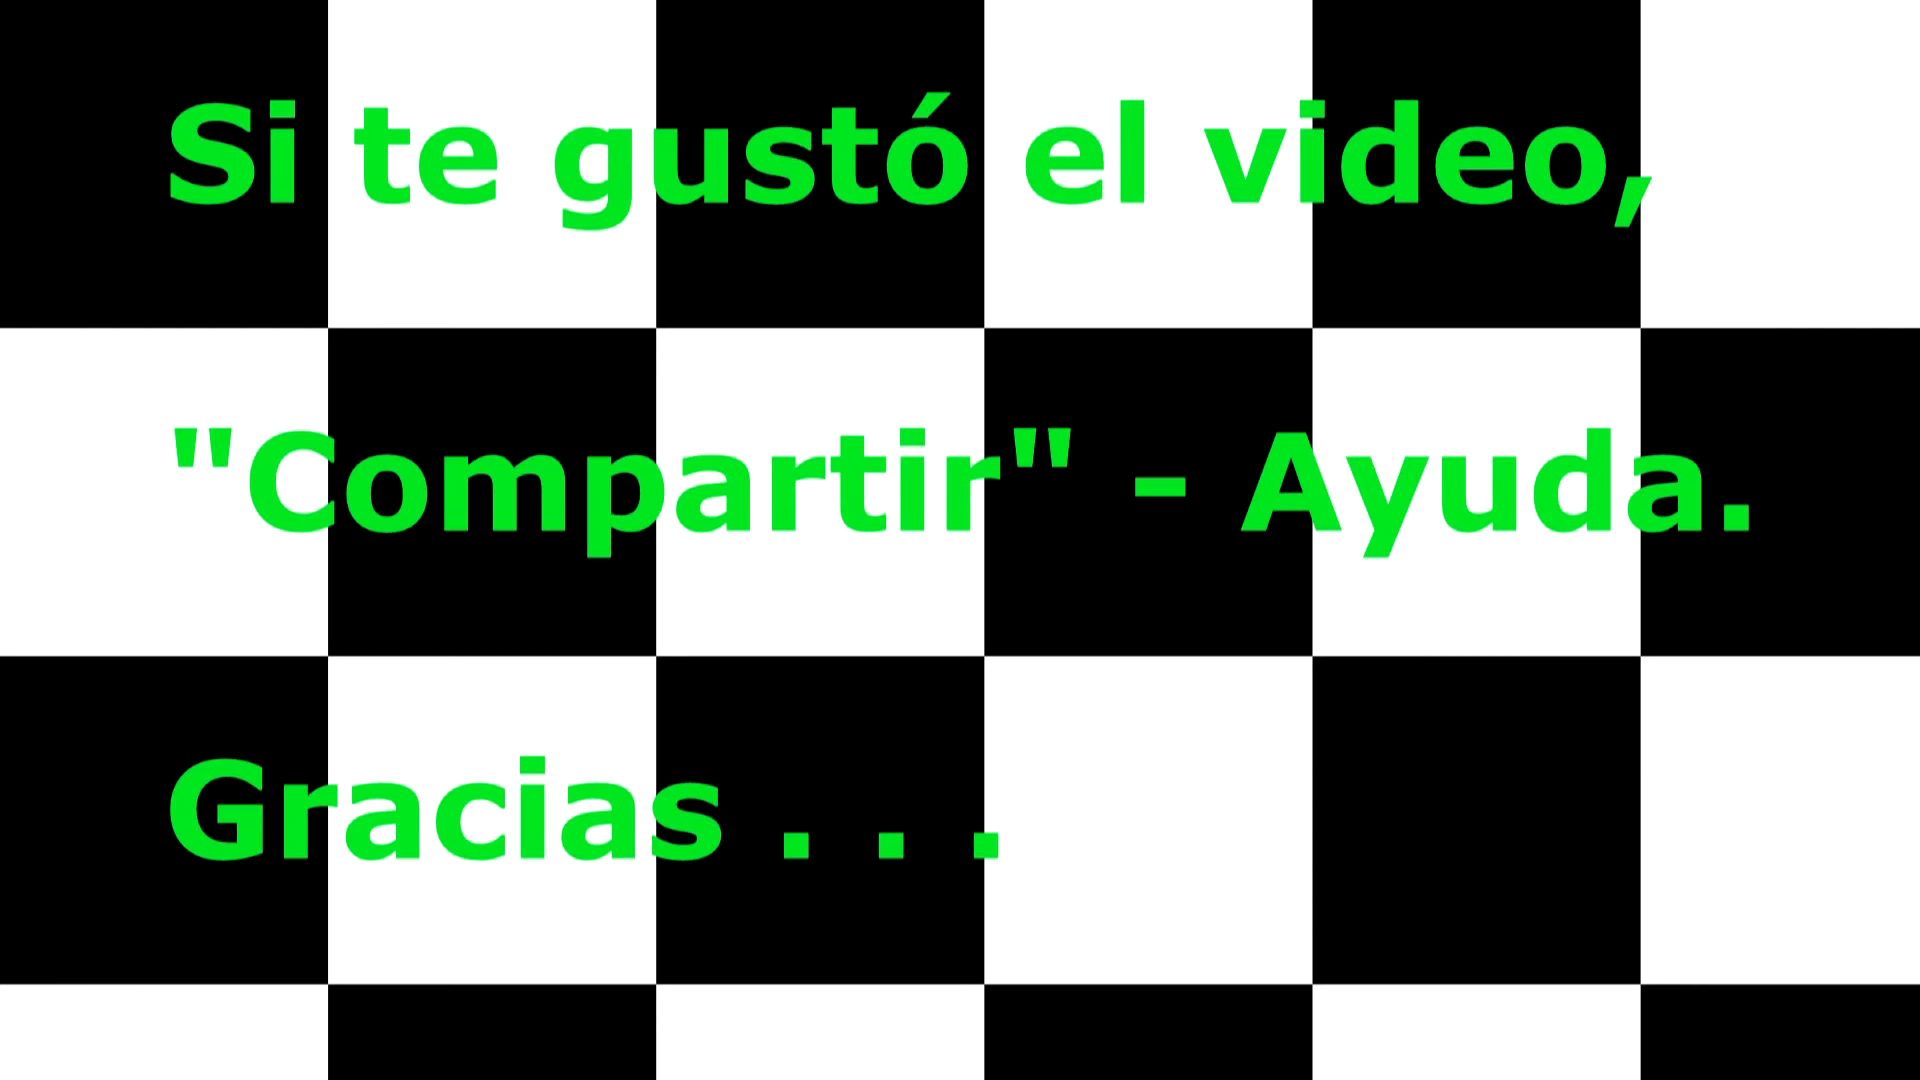 Si te gustó el video,
"Compartir" - Ayuda.
Gracias . . .